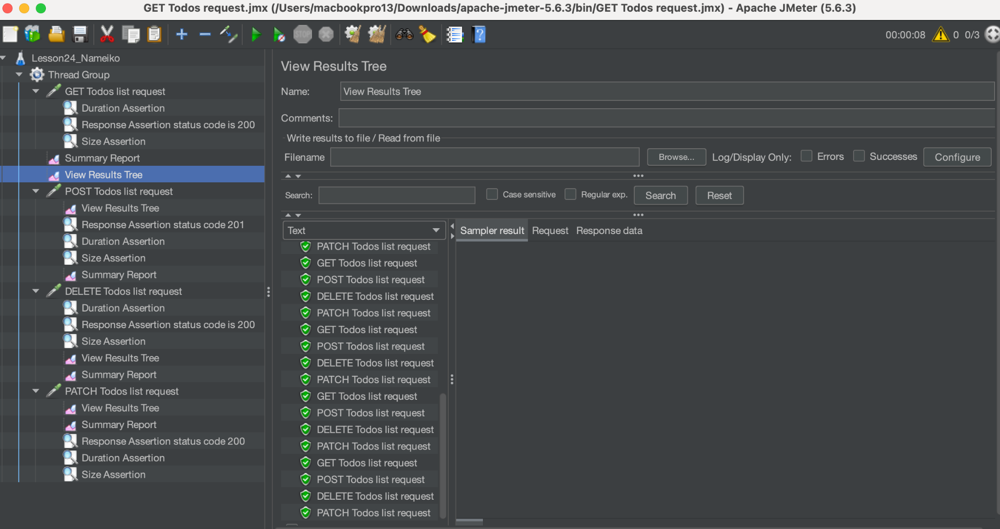 GET Todos request.jmx (/Users/macbookpro13/Downloads/apache-jmeter-5.6.3/bin/GET Todos request.jmx) - Apache JMeter (5.6.3)
STOP
?
00:00:08
0
0/3
Lesson24_Nameiko
Thread Group
GET Todos list request
Duration Assertion
Response Assertion status code is 200
Size Assertion
Summary Report
View Results Tree
POST Todos list request
View Results Tree
Response Assertion status code 201
Duration Assertion
Size Assertion
Summary Report
DELETE Todos list request
Duration Assertion
Response Assertion status code is 200
Size Assertion
View Results Tree
Summary Report
PATCH Todos list request
View Results Tree
Summary Report
Response Assertion status code 200
Duration Assertion
Size Assertion
View Results Tree
Name: View Results Tree
Comments:
Write results to file / Read from file
Filename Browse... Log/Display Only: Errors Successes Configure
Search: Case sensitive Regular exp. Search Reset
Text
Sampler result Request Response data
PATCH Todos list request
GET Todos list request
POST Todos list request
DELETE Todos list request
PATCH Todos list request
GET Todos list request
POST Todos list request
DELETE Todos list request
PATCH Todos list request
GET Todos list request
POST Todos list request
DELETE Todos list request
PATCH Todos list request
GET Todos list request
POST Todos list request
DELETE Todos list request
PATCH Todos list request